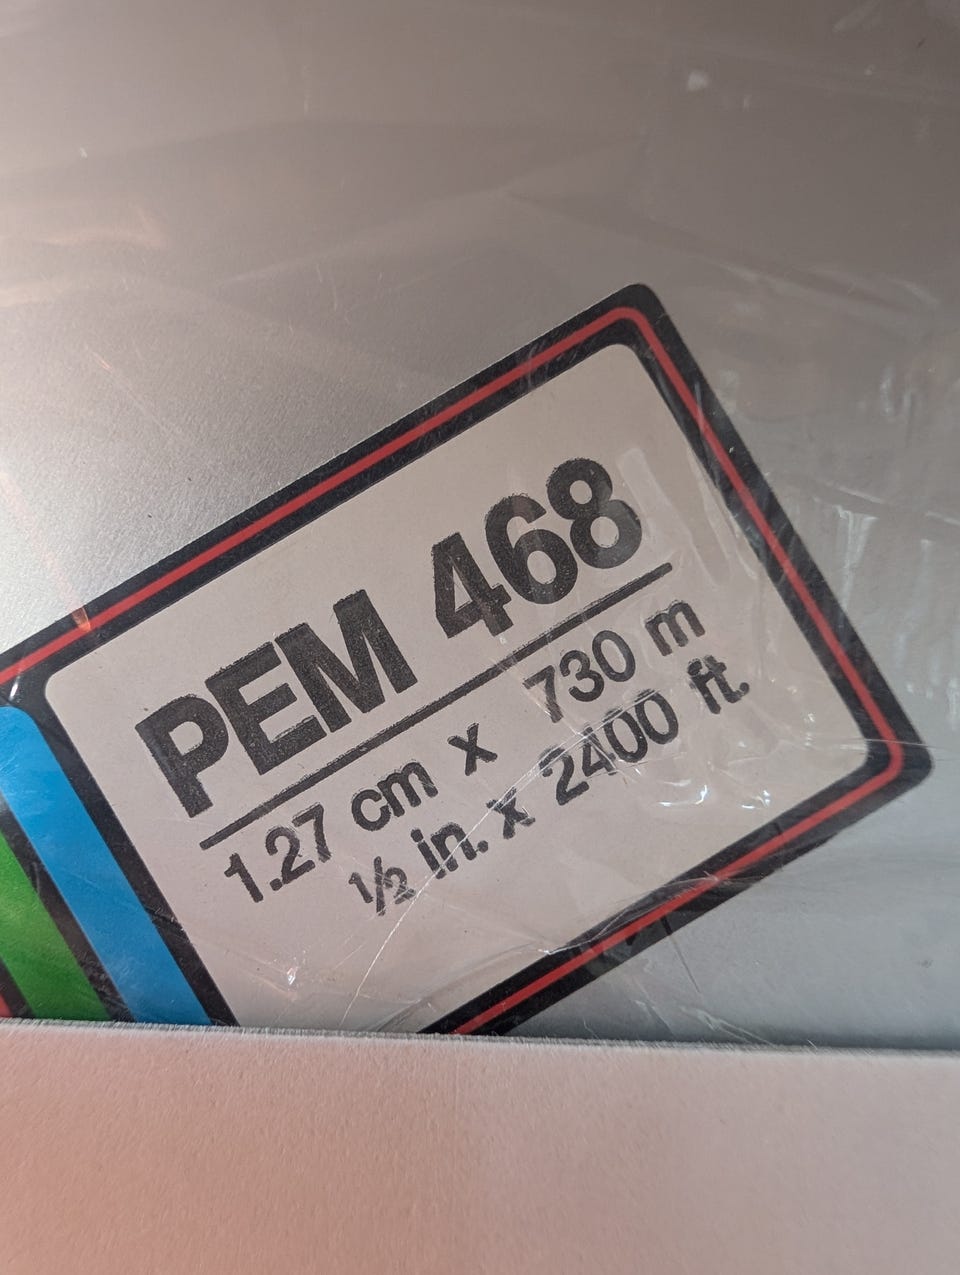 PEM 468
1.27 cm x 730 m
½ in. x 2400 ft.